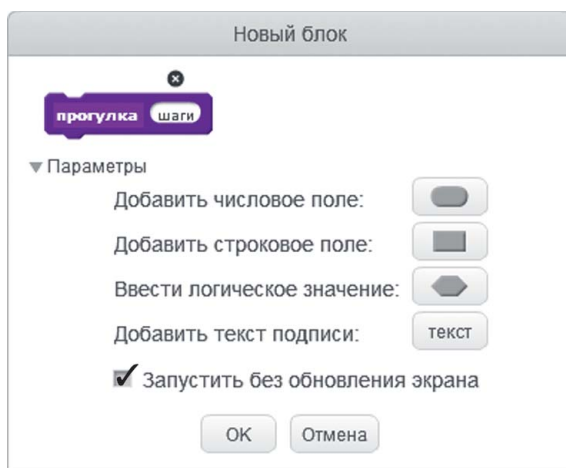 Новый блок
прогулка шаги
Параметры
Добавить числовое поле:
Добавить строковое поле:
Ввести логическое значение:
Добавить текст подписи: текст
Запустить без обновления экрана
OK Отмена